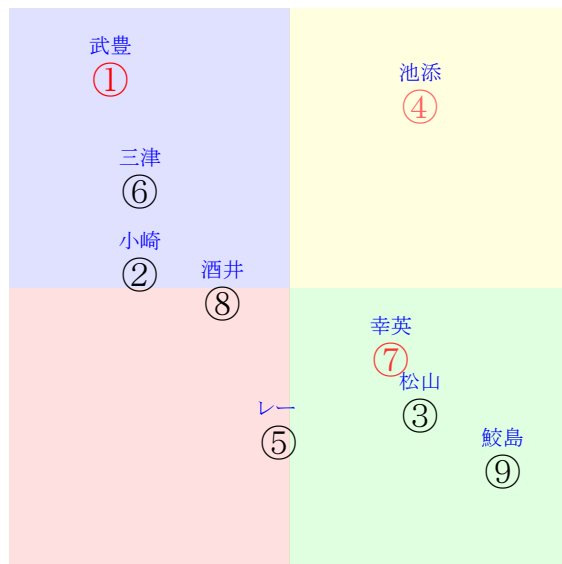 武豊
①
池添
④
三津
⑥
小崎
②
酒井
⑧
幸英
⑦
松山
③
レー
⑤
鮫島
⑨